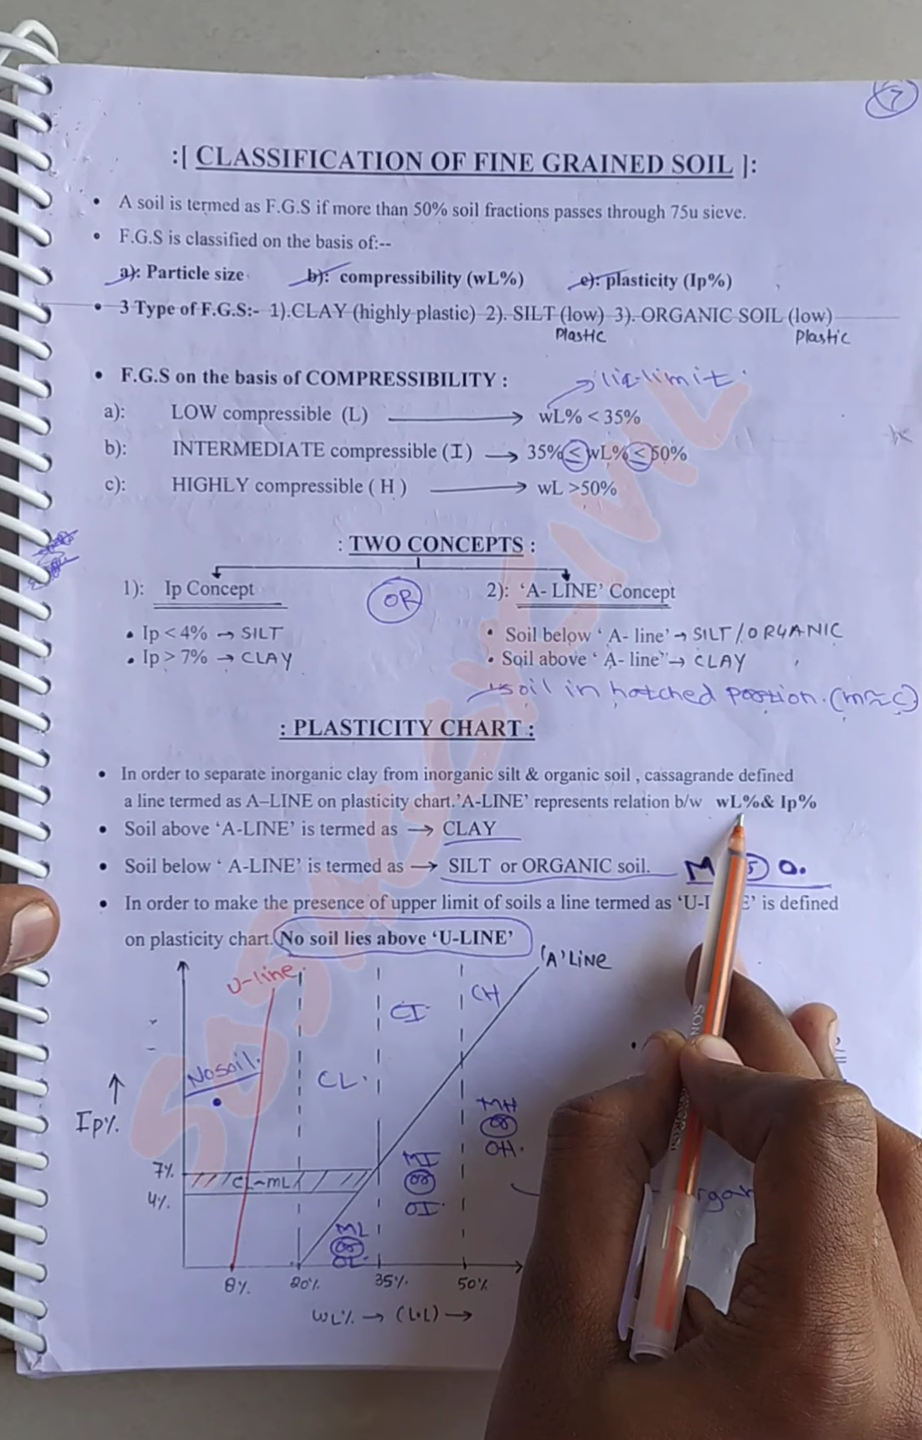 7
:[ CLASSIFICATION OF FINE GRAINED SOIL ]:
• A soil is termed as F.G.S if more than 50% soil fractions passes through 75u sieve.
• F.G.S is classified on the basis of:--
a): Particle size b): compressibility (wL%) c): plasticity (Ip%)
• 3 Type of F.G.S:- 1).CLAY (highly plastic) 2). SILT (low) 3). ORGANIC SOIL (low)
Plastic Plastic
• F.G.S on the basis of COMPRESSIBILITY :
liq-limit.
a): LOW compressible (L) → wL% < 35%
b): INTERMEDIATE compressible (I) → 35% ≤ wL% ≤ 50%
c): HIGHLY compressible ( H ) → wL >50%
: TWO CONCEPTS :
1): Ip Concept OR 2): ‘A- LINE’ Concept
• Ip < 4% → SILT • Soil below ‘ A- line’ → SILT/ORGANIC
• Ip > 7% → CLAY • Soil above ‘ A- line” → CLAY
soil in hatched portion. (m≈c)
: PLASTICITY CHART :
• In order to separate inorganic clay from inorganic silt & organic soil , cassagrande defined
a line termed as A–LINE on plasticity chart.’A-LINE’ represents relation b/w wL%& Ip%
• Soil above ‘A-LINE’ is termed as → CLAY
• Soil below ‘ A-LINE’ is termed as → SILT or ORGANIC soil. M O.
• In order to make the presence of upper limit of soils a line termed as ‘U-L E’ is defined
on plasticity chart. No soil lies above ‘U-LINE’
U-line 'A' LINE
CI CH
No soil. CL.
Ip%
MH OR OH
MI OR OI
7% CL-ML
4%
ML OR OL
8% 20% 35% 50%
WL% → (L.L) →
SASAGYCIVIL